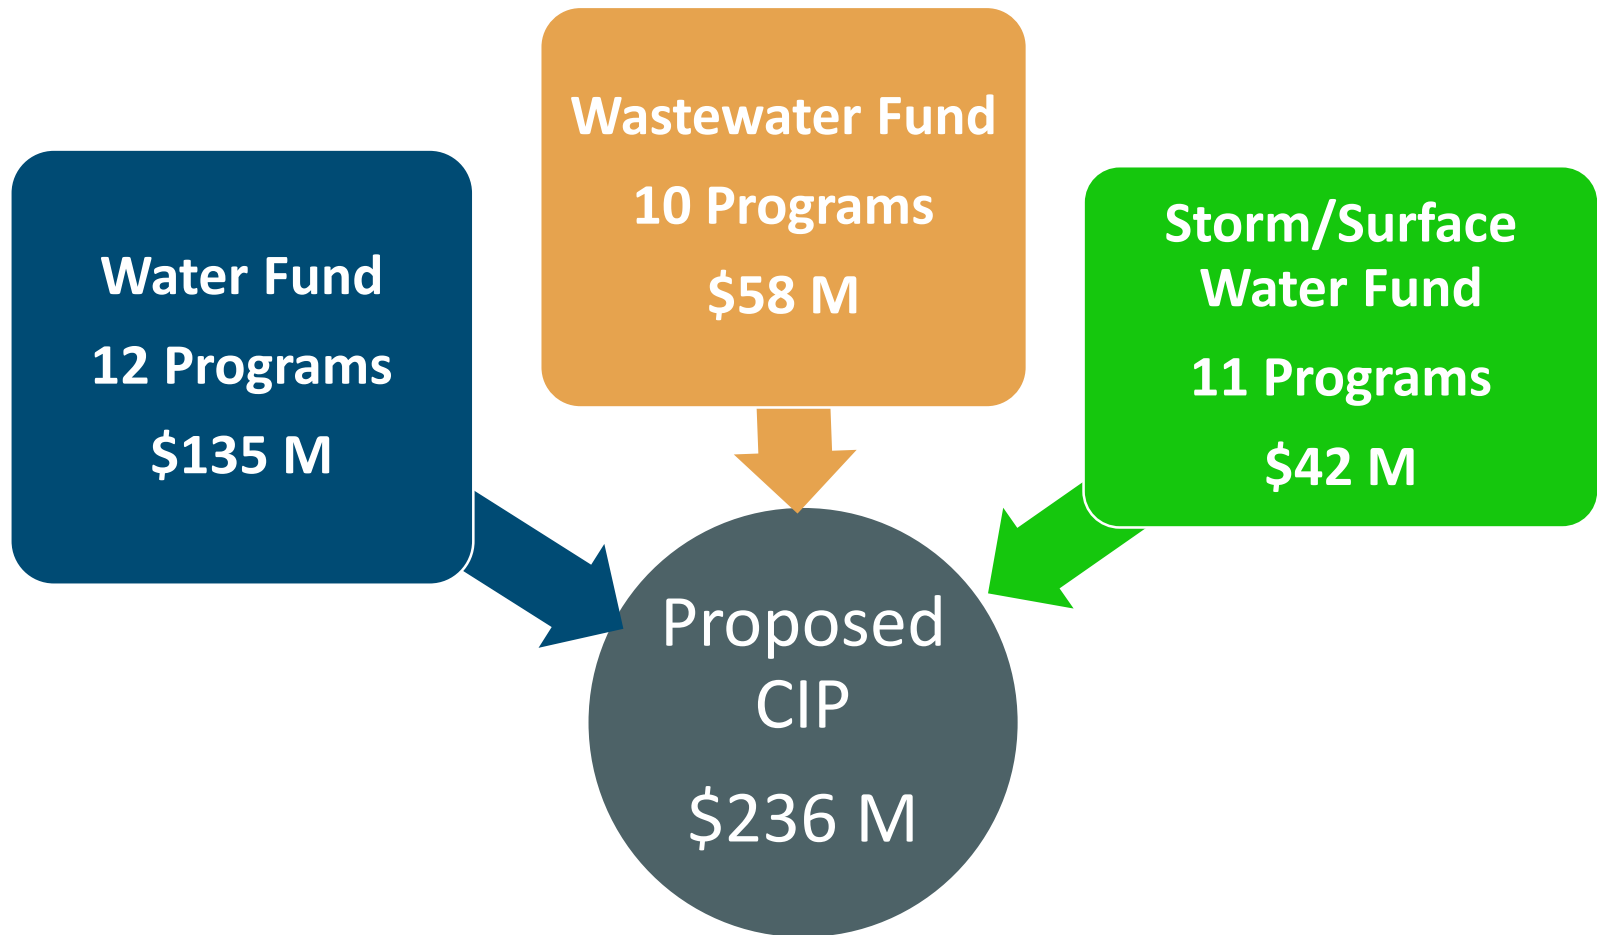 Water Fund
12 Programs
$135 M
Wastewater Fund
10 Programs
$58 M
Storm/Surface
Water Fund
11 Programs
$42 M
Proposed
CIP
$236 M